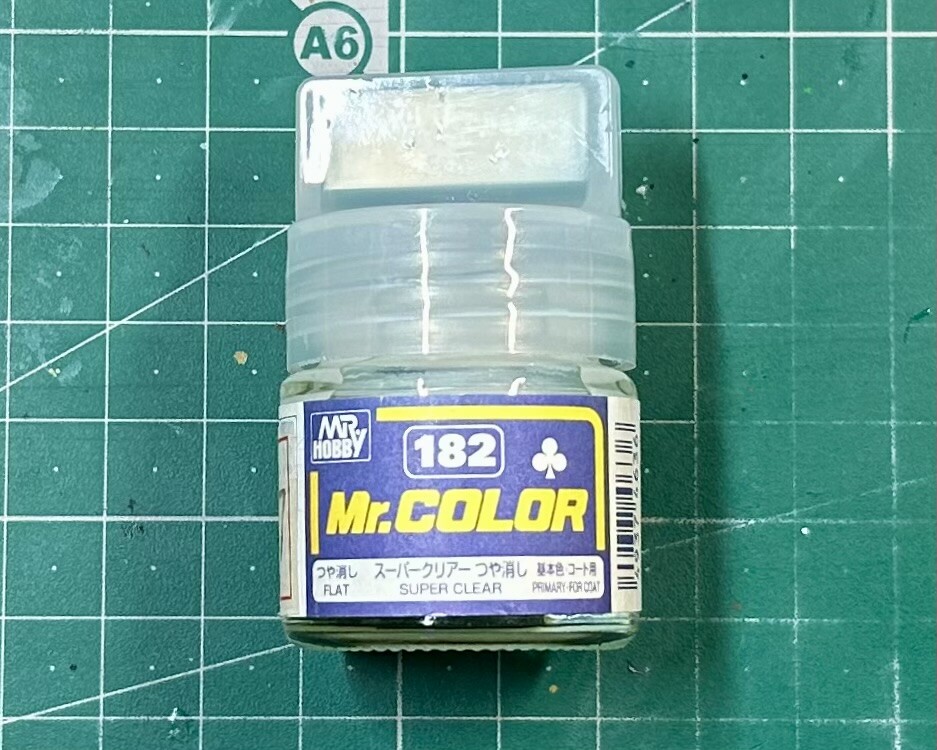 A6
MR.
HOBBY
182
Mr.COLOR
つや消し スーパークリアー つや消し 基本色・コート用
FLAT SUPER CLEAR PRIMARY・FOR COAT